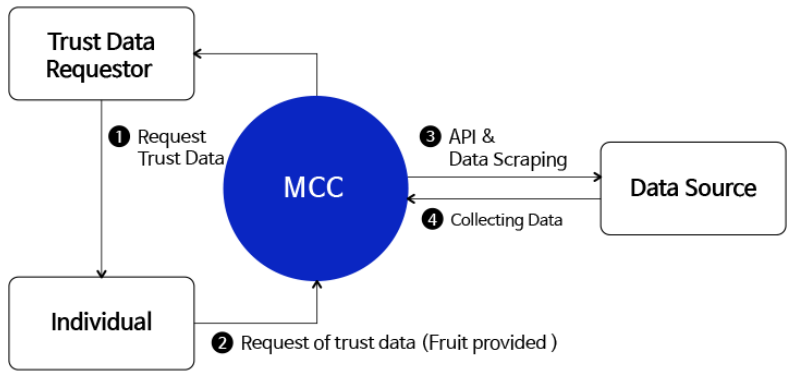 Trust Data
Requestor
❶ Request
Trust Data
MCC
❸ API &
Data Scraping
Data Source
❹ Collecting Data
Individual
❷ Request of trust data (Fruit provided )